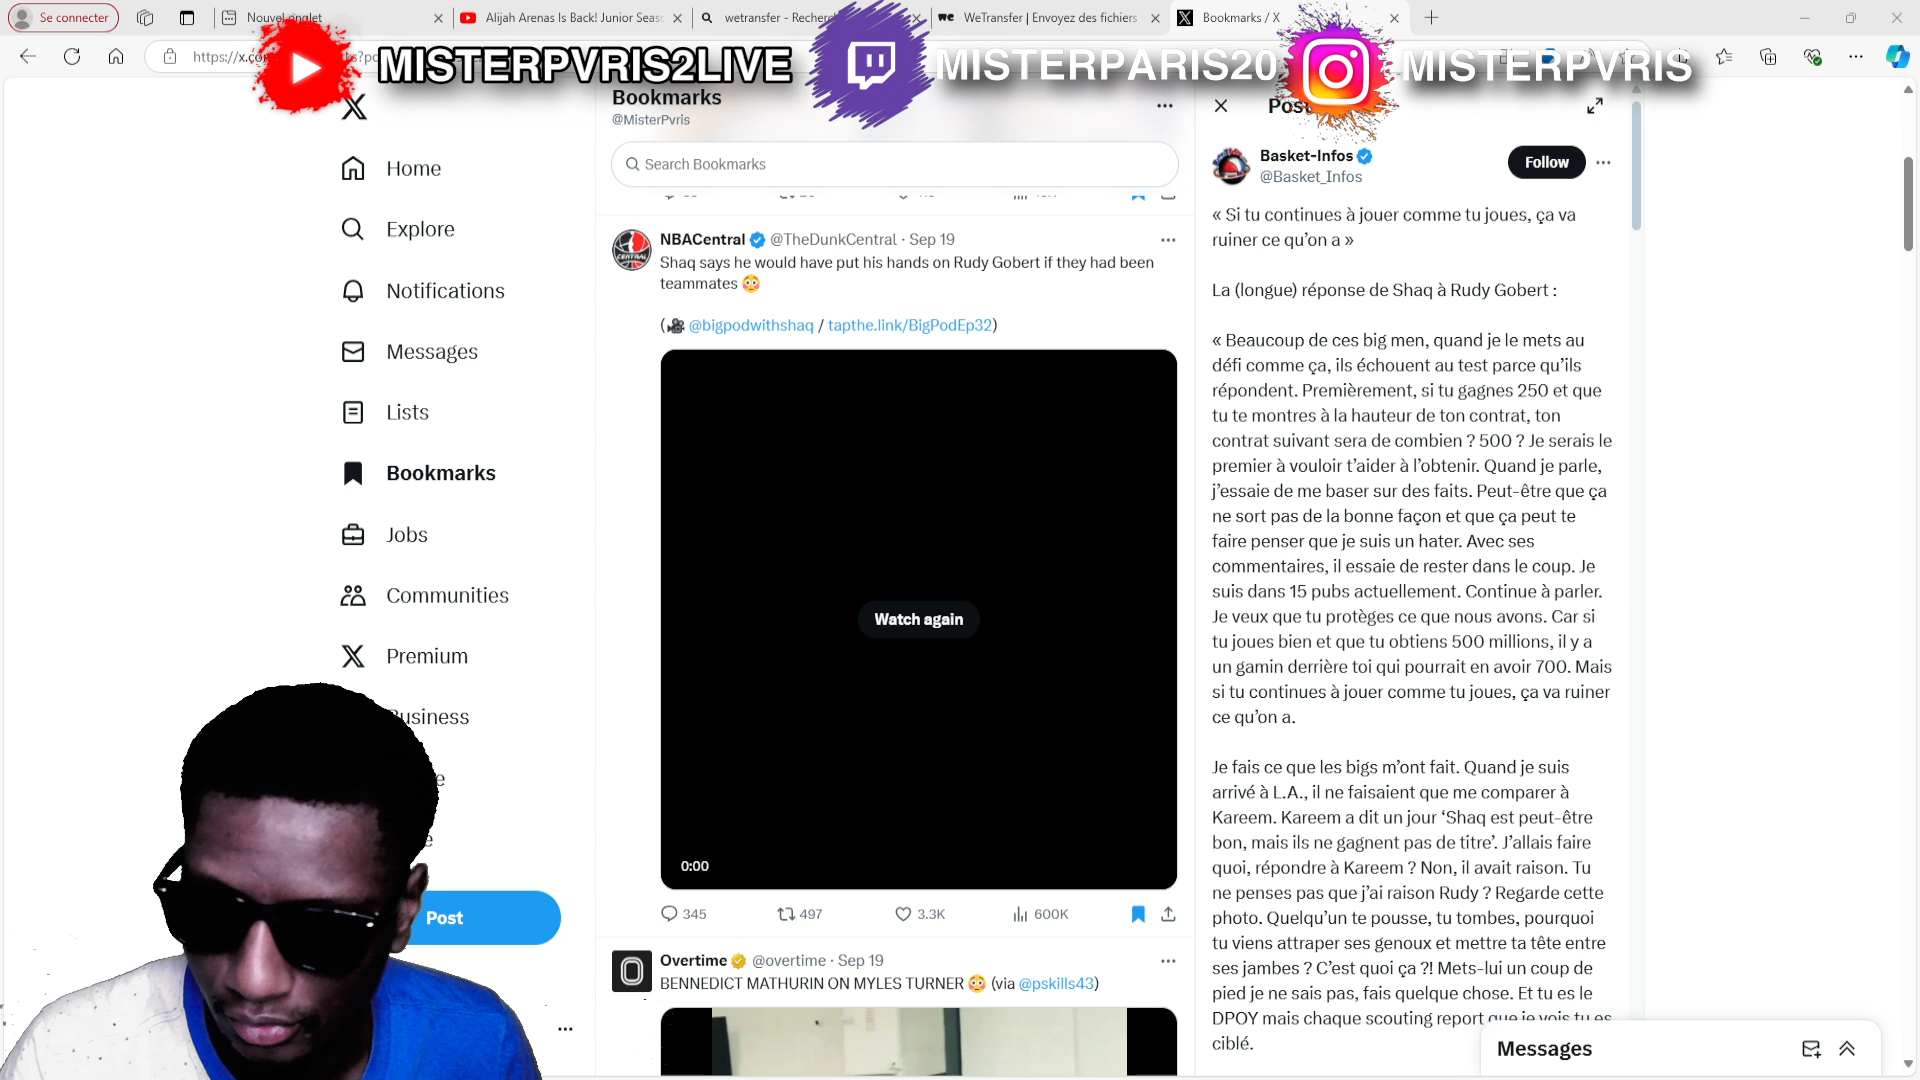 Se connecter
Nouvel onglet
Alijah Arenas Is Back! Junior Seas
wetransfer - Recher
WeTransfer | Envoyez des fichiers
Bookmarks / X
https://x.co
MISTERPVRIS2LIVE
MISTERPARIS20
MISTERPVRIS
Home
Explore
Notifications
Messages
Lists
Bookmarks
Jobs
Communities
Premium
Business
Post
Bookmarks
@MisterPvris
Search Bookmarks
NBACentral @TheDunkCentral · Sep 19
Shaq says he would have put his hands on Rudy Gobert if they had been
teammates 😳
(🎥 @bigpodwithshaq / tapthe.link/BigPodEp32)
Watch again
0:00
345 497 3.3K 600K
Overtime @overtime · Sep 19
BENNEDICT MATHURIN ON MYLES TURNER 😳 (via @pskills43)
Post
Basket-Infos
@Basket_Infos
Follow
« Si tu continues à jouer comme tu joues, ça va
ruiner ce qu’on a »
La (longue) réponse de Shaq à Rudy Gobert :
« Beaucoup de ces big men, quand je le mets au
défi comme ça, ils échouent au test parce qu’ils
répondent. Premièrement, si tu gagnes 250 et que
tu te montres à la hauteur de ton contrat, ton
contrat suivant sera de combien ? 500 ? Je serais le
premier à vouloir t’aider à l’obtenir. Quand je parle,
j’essaie de me baser sur des faits. Peut-être que ça
ne sort pas de la bonne façon et que ça peut te
faire penser que je suis un hater. Avec ses
commentaires, il essaie de rester dans le coup. Je
suis dans 15 pubs actuellement. Continue à parler.
Je veux que tu protèges ce que nous avons. Car si
tu joues bien et que tu obtiens 500 millions, il y a
un gamin derrière toi qui pourrait en avoir 700. Mais
si tu continues à jouer comme tu joues, ça va ruiner
ce qu’on a.
Je fais ce que les bigs m’ont fait. Quand je suis
arrivé à L.A., il ne faisaient que me comparer à
Kareem. Kareem a dit un jour ‘Shaq est peut-être
bon, mais ils ne gagnent pas de titre’. J’allais faire
quoi, répondre à Kareem ? Non, il avait raison. Tu
ne penses pas que j’ai raison Rudy ? Regarde cette
photo. Quelqu’un te pousse, tu tombes, pourquoi
tu viens attraper ses genoux et mettre ta tête entre
ses jambes ? C’est quoi ça ?! Mets-lui un coup de
pied je ne sais pas, fais quelque chose. Et tu es le
DPOY mais chaque scouting report que je vois tu es
ciblé.
Messages